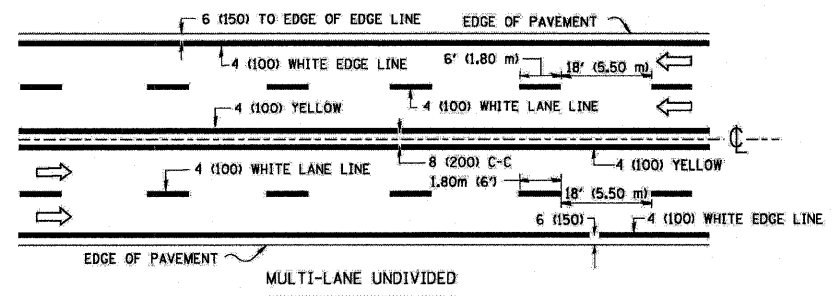 6 (150) TO EDGE OF EDGE LINE
EDGE OF PAVEMENT
4 (100) WHITE EDGE LINE
6' (1.80 m)
18' (5.50 m)
4 (100) YELLOW
4 (100) WHITE LANE LINE
CL
4 (100) WHITE LANE LINE
8 (200) C-C
4 (100) YELLOW
1.80m (6')
18' (5.50 m)
6 (150)
4 (100) WHITE EDGE LINE
EDGE OF PAVEMENT
MULTI-LANE UNDIVIDED